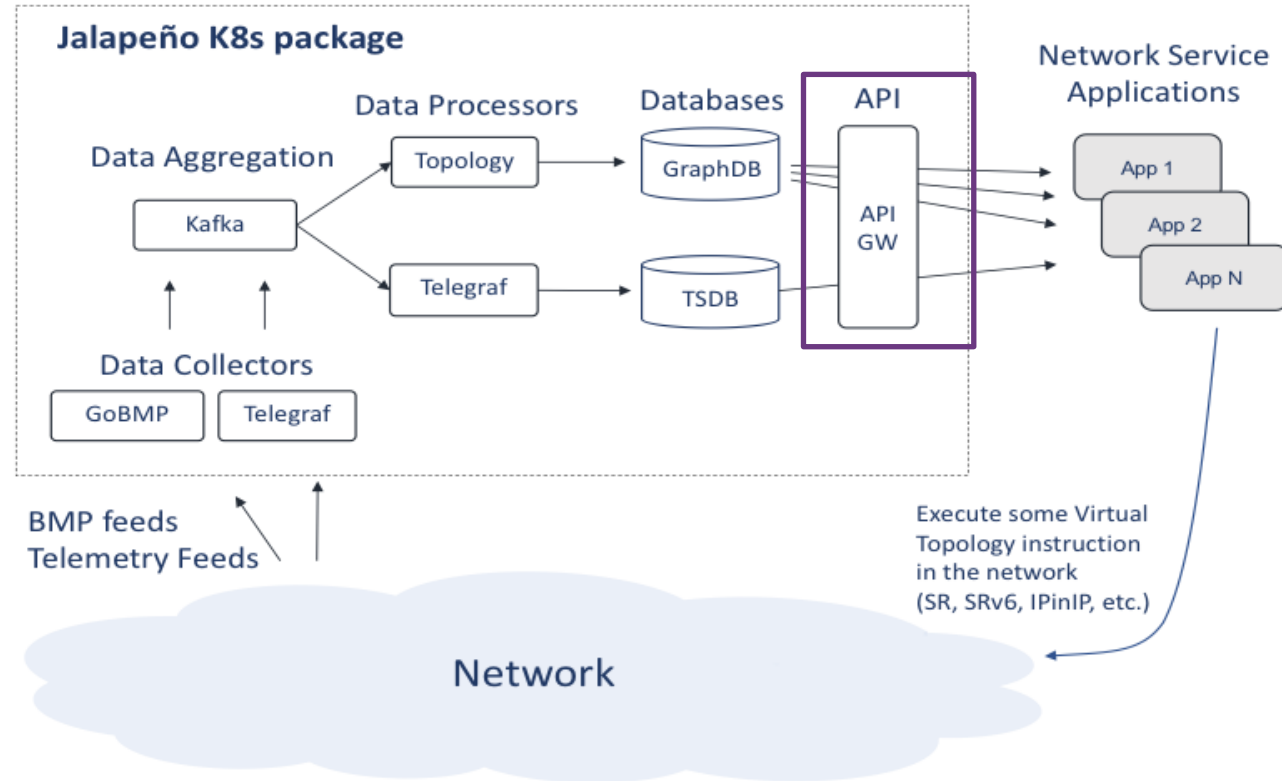 Jalapeño K8s package
Network Service
Applications
Data Processors
Databases
API
Data Aggregation
Topology
GraphDB
App 1
Kafka
API
GW
App 2
Telegraf
TSDB
App N
Data Collectors
GoBMP
Telegraf
BMP feeds
Telemetry Feeds
Execute some Virtual
Topology instruction
in the network
(SR, SRv6, IPinIP, etc.)
Network